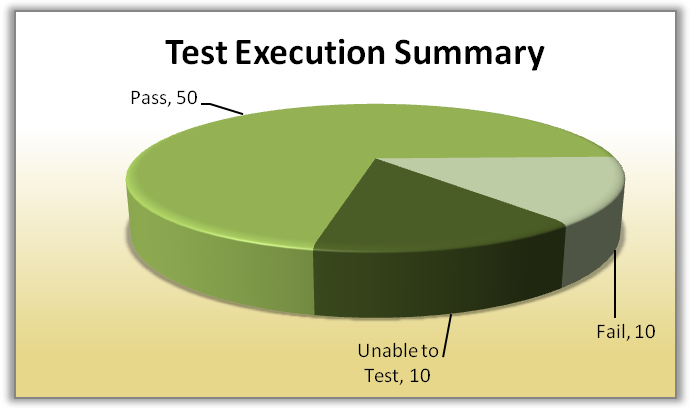 Test Execution Summary
Pass, 50
Fail, 10
Unable to
Test, 10